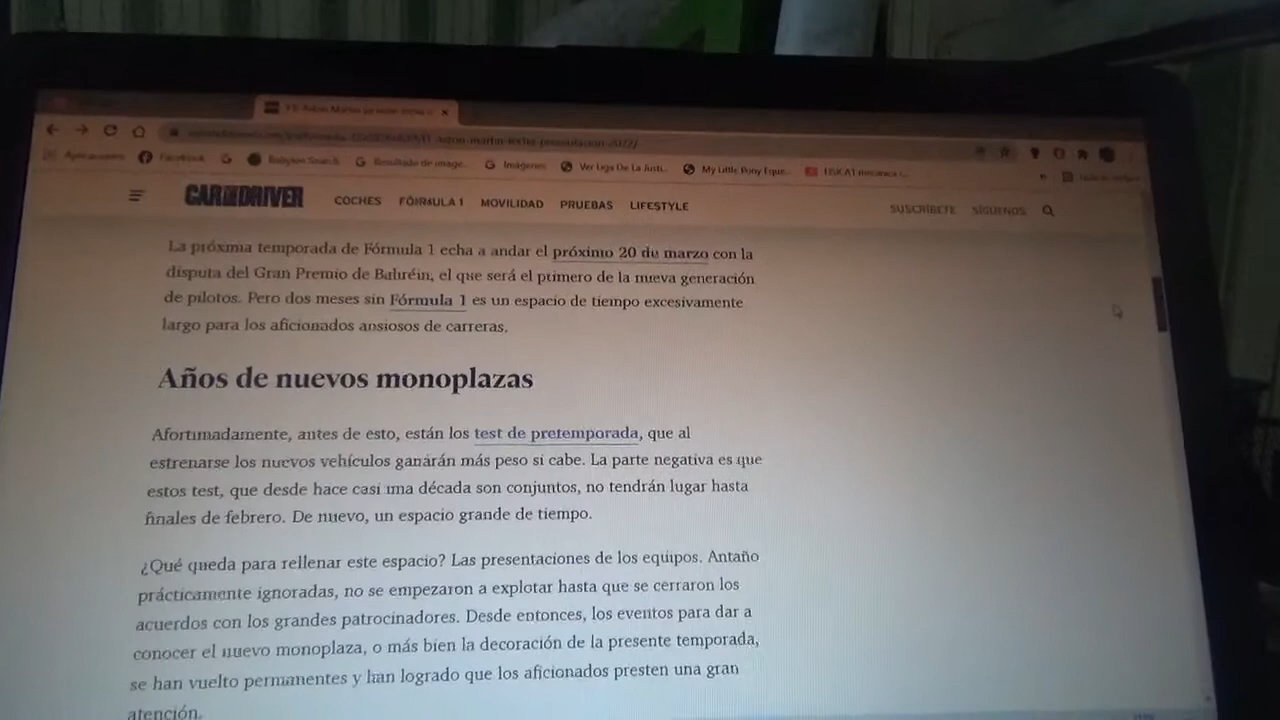 Facebook
G
Babylon Search
G Resultado de image...
G Imágenes
Ver Liga De La Justi...
My Little Pony Eque...
CAR AND DRIVER
COCHES
FÓRMULA 1
MOVILIDAD
PRUEBAS
LIFESTYLE
SUSCRÍBETE
SÍGUENOS
La próxima temporada de Fórmula 1 echa a andar el próximo 20 de marzo con la
disputa del Gran Premio de Bahréin, el que será el primero de la nueva generación
de pilotos. Pero dos meses sin Fórmula 1 es un espacio de tiempo excesivamente
largo para los aficionados ansiosos de carreras.
Años de nuevos monoplazas
Afortunadamente, antes de esto, están los test de pretemporada, que al
estrenarse los nuevos vehículos ganarán más peso si cabe. La parte negativa es que
estos test, que desde hace casi una década son conjuntos, no tendrán lugar hasta
finales de febrero. De nuevo, un espacio grande de tiempo.
¿Qué queda para rellenar este espacio? Las presentaciones de los equipos. Antaño
prácticamente ignoradas, no se empezaron a explotar hasta que se cerraron los
acuerdos con los grandes patrocinadores. Desde entonces, los eventos para dar a
conocer el nuevo monoplaza, o más bien la decoración de la presente temporada,
se han vuelto permanentes y han logrado que los aficionados presten una gran
atención.